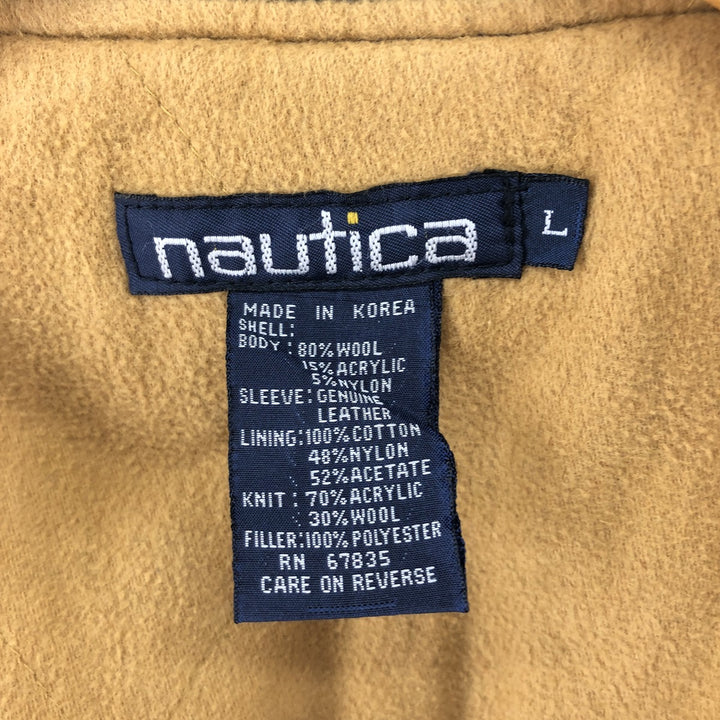 nautica
L
MADE IN KOREA
SHELL:
BODY: 80% WOOL
15% ACRYLIC
5% NYLON
SLEEVE: GENUINE
LEATHER
LINING: 100% COTTON
48% NYLON
52% ACETATE
KNIT: 70% ACRYLIC
30% WOOL
FILLER: 100% POLYESTER
RN 67835
CARE ON REVERSE